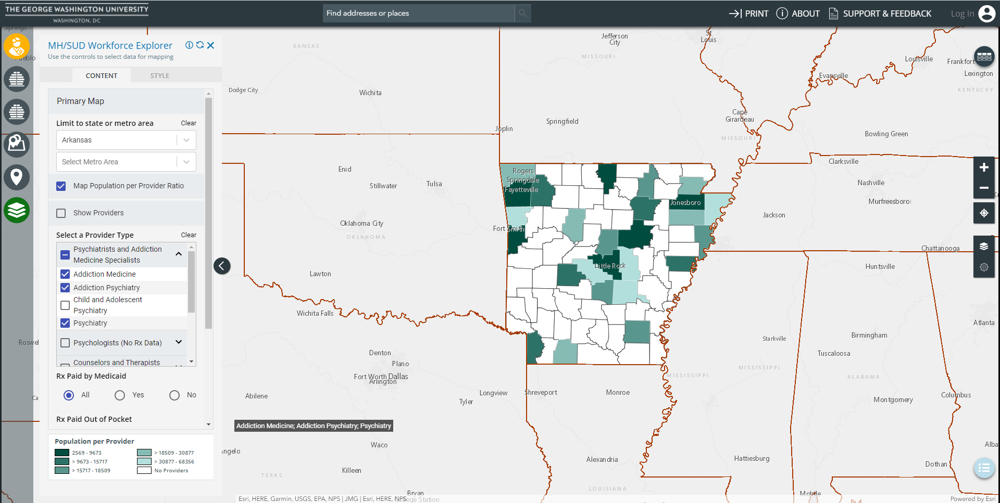 THE GEORGE WASHINGTON UNIVERSITY
WASHINGTON, DC
Find addresses or places
PRINT
ABOUT
SUPPORT & FEEDBACK
Log In
Springs
Pueblo
MH/SUD Workforce Explorer
Use the controls to select data for mapping
CONTENT
STYLE
Primary Map
Limit to state or metro area
Clear
Arkansas
Select Metro Area
Map Population per Provider Ratio
Show Providers
Select a Provider Type
Clear
Psychiatrists and Addiction
Medicine Specialists
Addiction Medicine
Addiction Psychiatry
Child and Adolescent
Psychiatry
Psychiatry
Psychologists (No Rx Data)
Counselors and Therapists
Rx Paid by Medicaid
All
Yes
No
Rx Paid Out of Pocket
Population per Provider
2569 - 9673
> 9673 - 15717
> 15717 - 18509
> 18509 - 30877
> 30877 - 68356
No Providers
Roswel
Ca
KANSAS
Dodge City
Wichita
Jefferson
City
MISSOURI
St
Louis
Louisville
Frankfort
Lexington
Evansville
KENTUCKY
Cape
Girardeau
Springfield
Joplin
MISSOURI
Bowling Green
Clarksville
Enid
Stillwater
Tulsa
Rogers
Springdale
Fayetteville
Jonesboro
Nashville
Murfreesboro
Jackson
Oklahoma City
OKLAHOMA
Fort Smith
Chattanooga
Little Rock
Huntsville
Lawton
Wichita Falls
Atlanta
Birmingham
Starkville
Tuscaloosa
Denton
Plano
Fort Worth
Dallas
Arlington
MISSISSIPPI
MISSISSIPPI
ALABAMA
Abilene
Longview
Shreveport
Monroe
Tyler
Columbus
Montgomery
Addiction Medicine; Addiction Psychiatry; Psychiatry
Waco
Angelo
Alba
Alexandria
Hattiesburg
Dothan
TEXAS
Killeen
LOUISIANA
Bryan
College Station
Mobile
Esri, HERE, Garmin, USGS, EPA, NPS | JMG | Esri, HERE, NPS
Powered by Esri